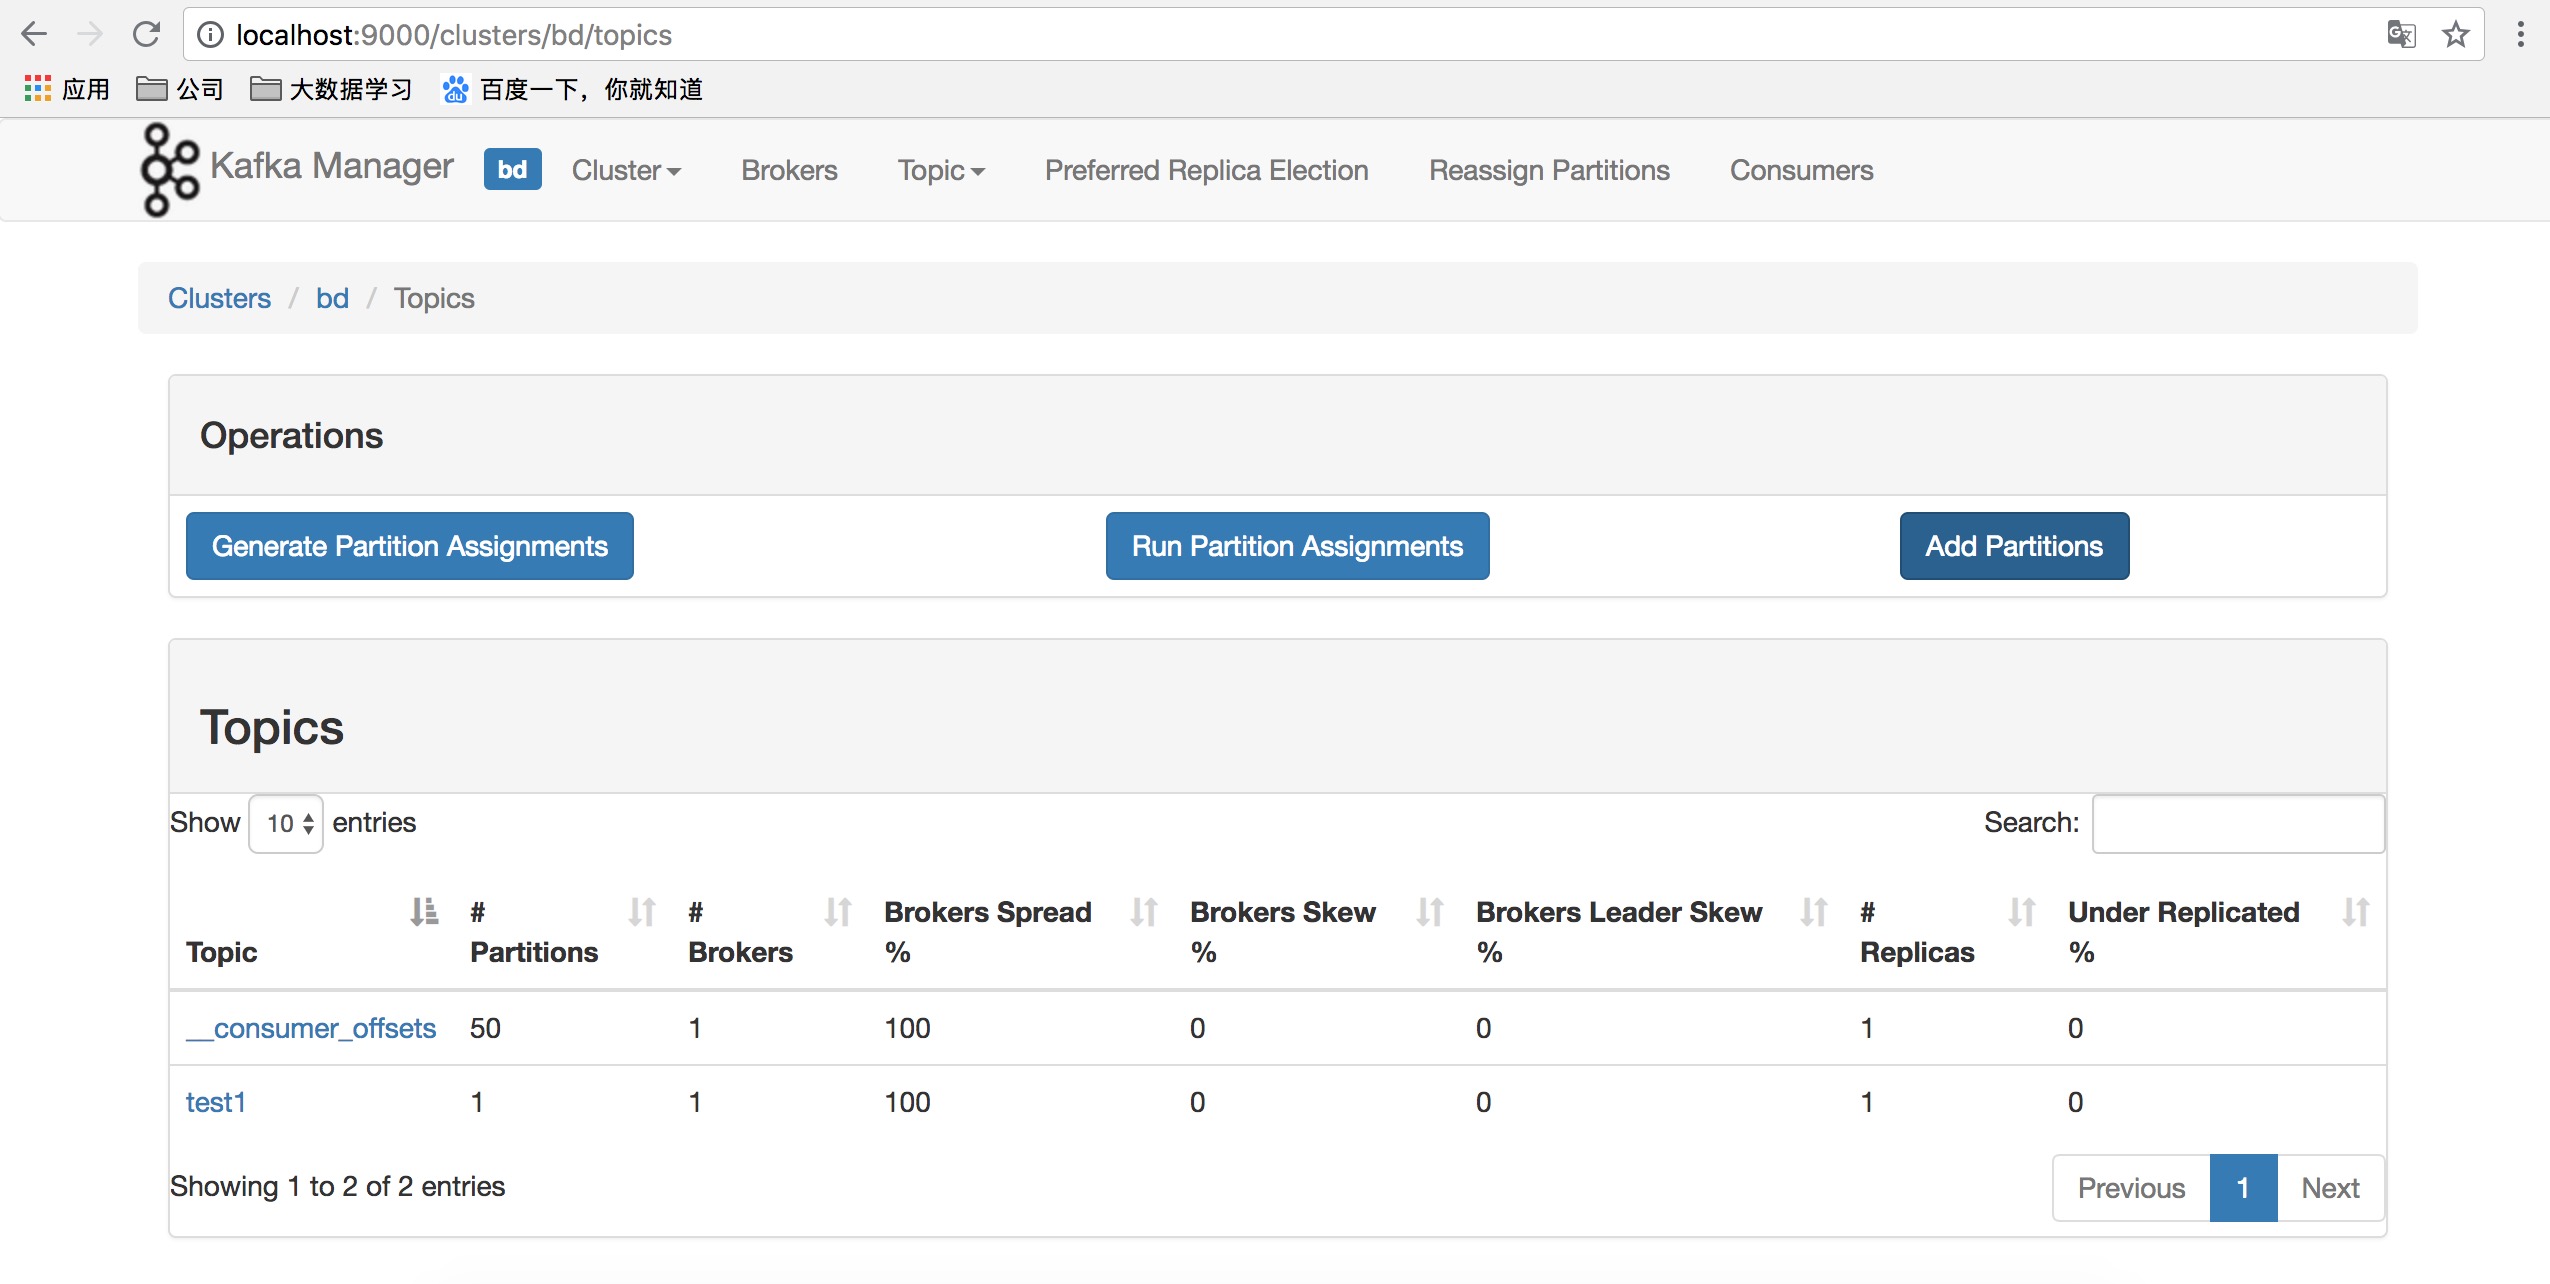 localhost:9000/clusters/bd/topics
应用 公司 大数据学习 du 百度一下，你就知道
Kafka Manager bd Cluster Brokers Topic Preferred Replica Election Reassign Partitions Consumers
Clusters / bd / Topics
Operations
Generate Partition Assignments Run Partition Assignments Add Partitions
Topics
Show 10 entries Search:
Topic # Partitions # Brokers Brokers Spread % Brokers Skew % Brokers Leader Skew % # Replicas Under Replicated %
__consumer_offsets 50 1 100 0 0 1 0
test1 1 1 100 0 0 1 0
Showing 1 to 2 of 2 entries Previous 1 Next